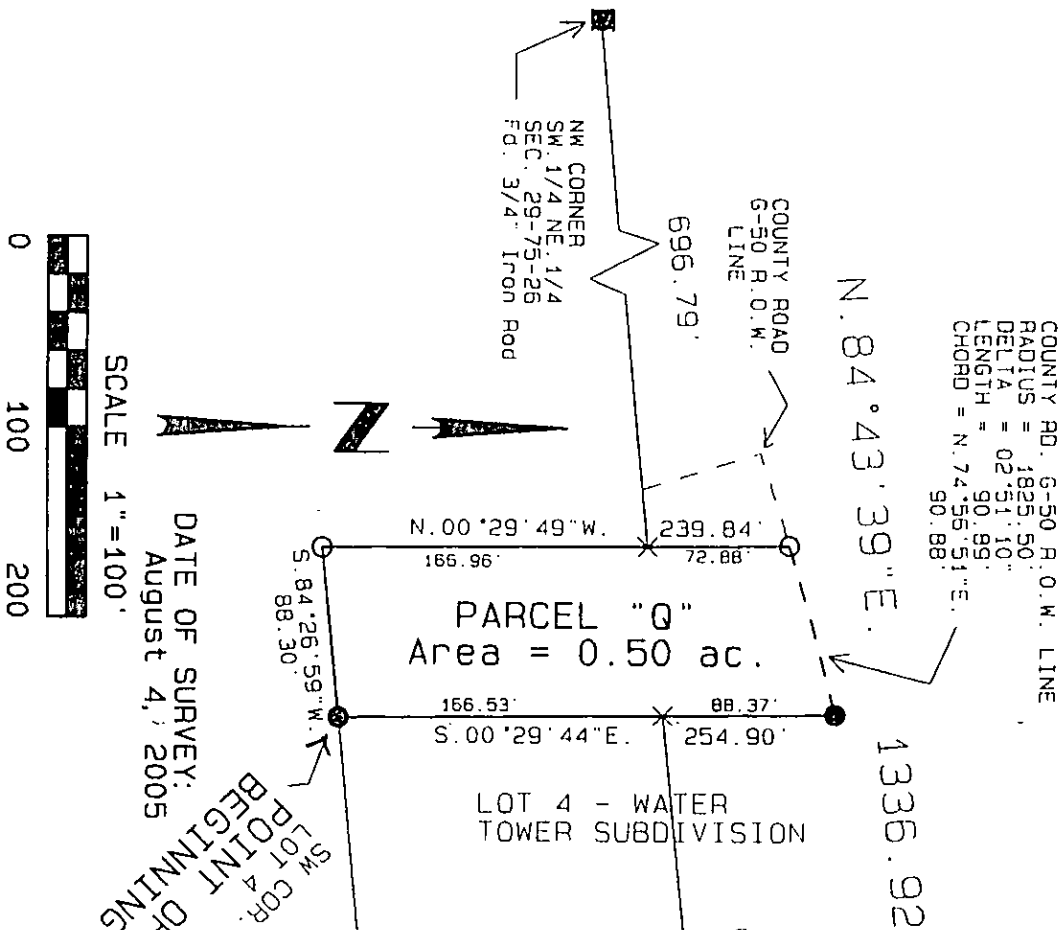 COUNTY RD. G-50 R.O.W. LINE
RADIUS = 1825.50'
DELTA = 02°51'10"
LENGTH = 90.89'
CHORD = N.74°55'51"E.
90.88'
N.84°43'39"E.
1336.92
COUNTY ROAD
G-50 R.O.W.
LINE
696.79'
NW CORNER
SW.1/4 NE.1/4
SEC. 29-75-26
Fd. 3/4" Iron Rod
N
N.00°29'49"W. 239.84'
165.96' 72.88'
PARCEL "Q"
Area = 0.50 ac.
166.53' 88.37'
S.00°29'44"E. 254.90'
S.84°26'59"W.
88.30'
LOT 4 - WATER
TOWER SUBDIVISION
SW COR.
LOT 4
POINT OF
BEGINNING
DATE OF SURVEY:
August 4, 2005
SCALE 1"=100'
0 100 200